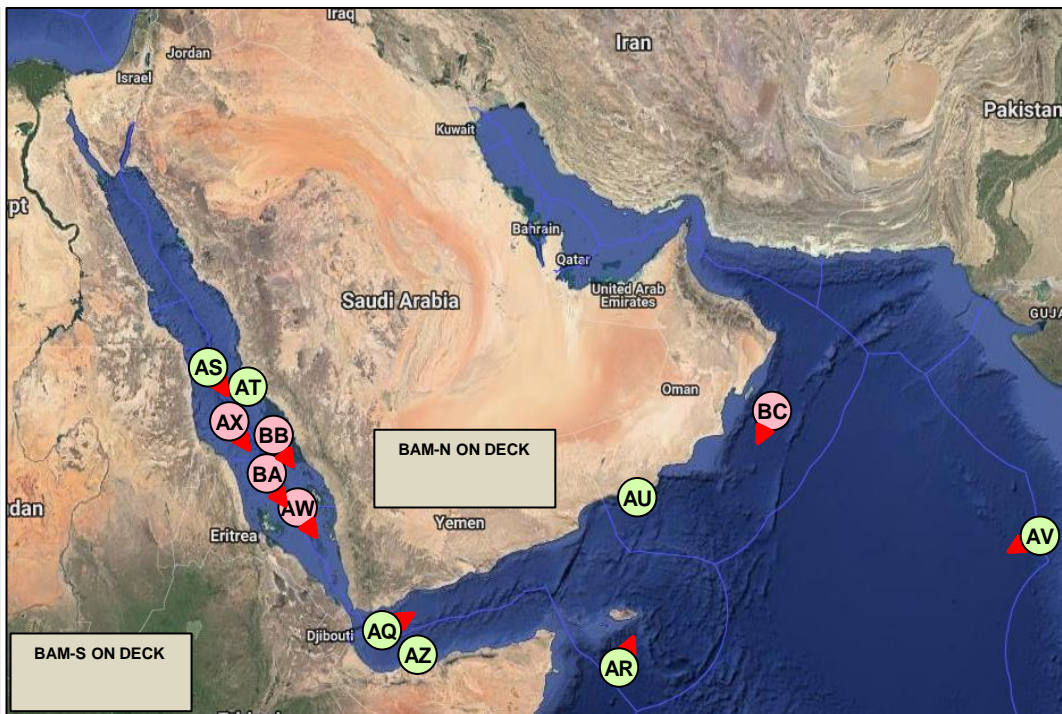 Iraq
Jordan
Israel
Iran
Pakistan
Kuwait
pt
Bahrain
Qatar
United Arab
Emirates
Saudi Arabia
GUJA
AS
AT
Oman
AX
BC
BB
BAM-N ON DECK
BA
AU
AW
dan
Yemen
Eritrea
AV
AQ
Djibouti
AZ
BAM-S ON DECK
AR